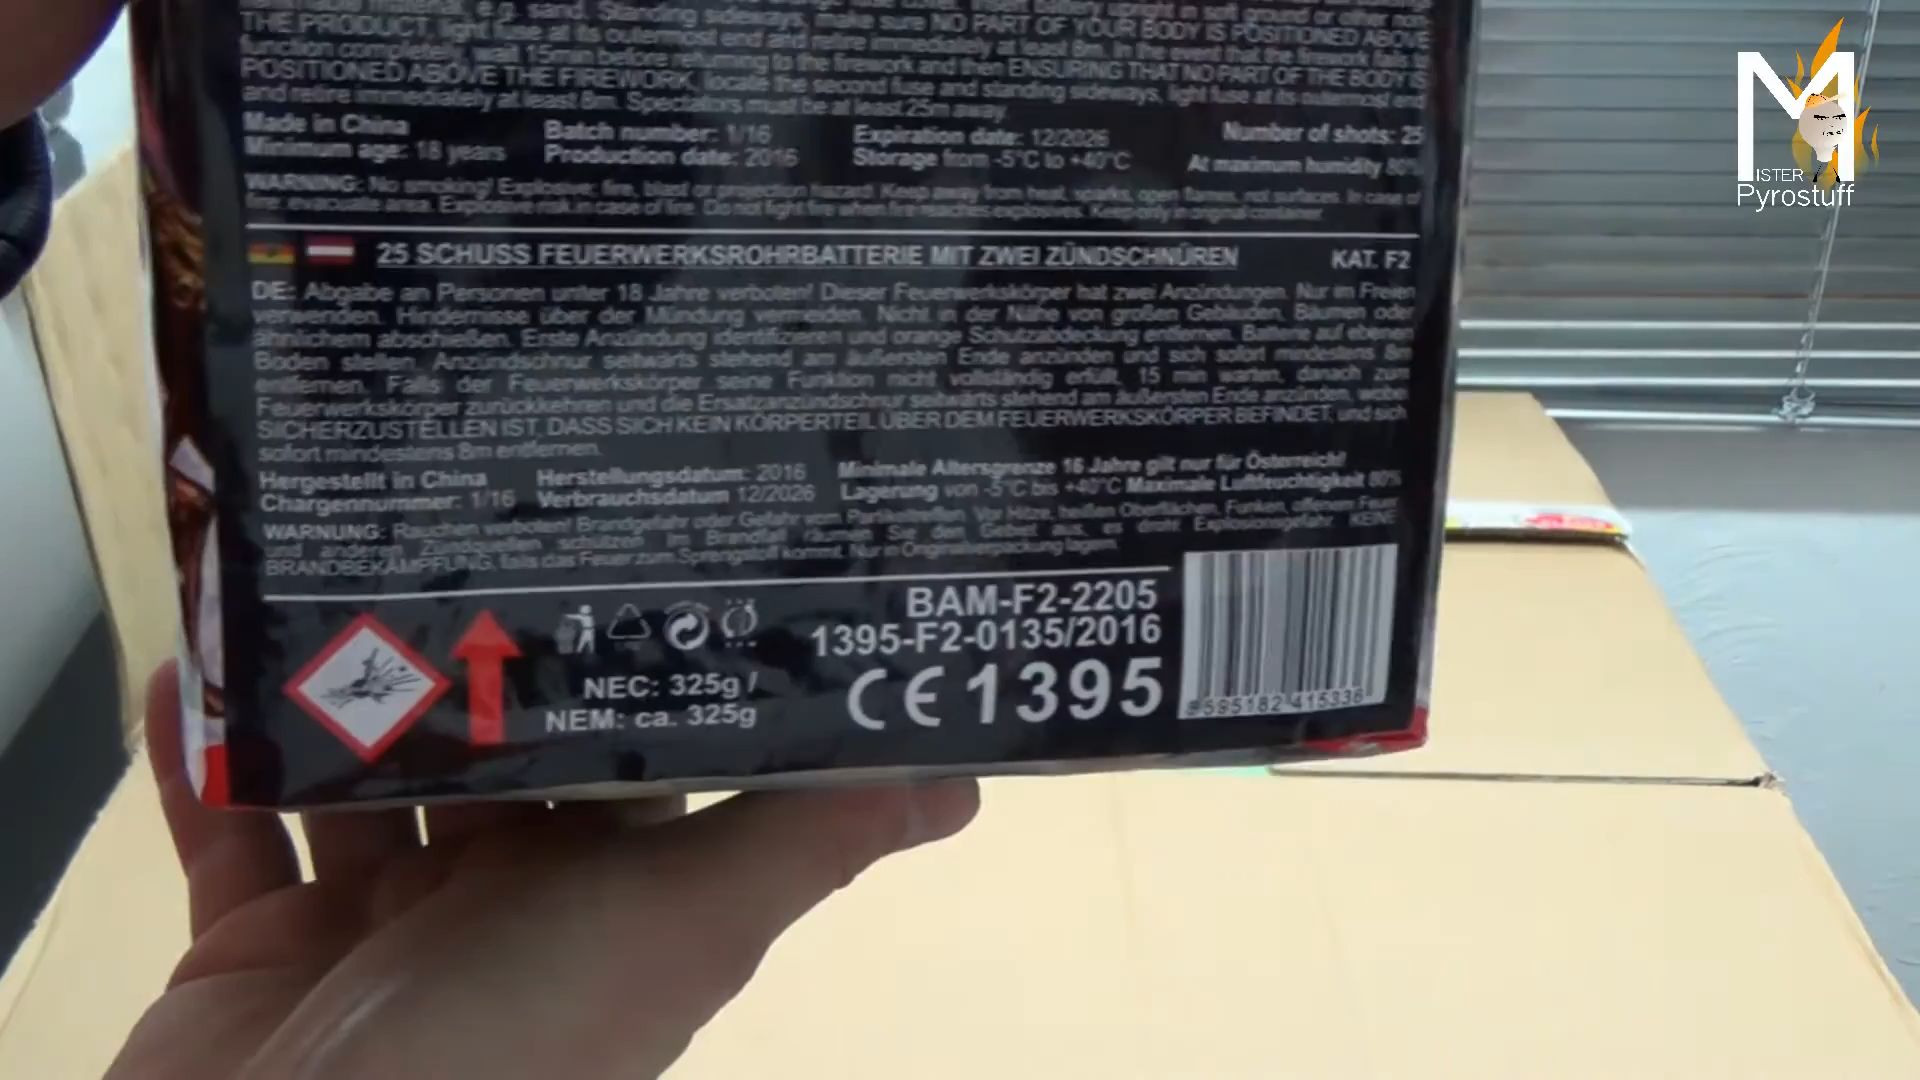 THE PRODUCT, light fuse at its outermost end and retire immediately at least 8m. In the event that the firework fails to
function completely, wait 15min before returning to the firework and then ENSURING THAT NO PART OF THE BODY IS
POSITIONED ABOVE THE FIREWORK, locate the second fuse and standing sideways, light fuse at its outermost end
and retire immediately at least 8m. Spectators must be at least 25m away.
Made in China Batch number: 1/16 Expiration date: 12/2026 Number of shots: 25
Minimum age: 18 years Production date: 2016 Storage from -5°C to +40°C At maximum humidity 80%
WARNING: No smoking! Explosive: fire, blast or projection hazard. Keep away from heat, sparks, open flames, hot surfaces. In case of
fire: evacuate area. Explosive risk in case of fire. Do not fight fire when fire reaches explosives. Keep only in original container.
25 SCHUSS FEUERWERKSROHRBATTERIE MIT ZWEI ZÜNDSCHNÜREN KAT. F2
DE: Abgabe an Personen unter 18 Jahre verboten! Dieser Feuerwerkskörper hat zwei Anzündungen. Nur im Freien
verwenden. Hindernisse über der Mündung vermeiden. Nicht in der Nähe von großen Gebäuden, Bäumen oder
ähnlichem abschießen. Erste Anzündung identifizieren und orange Schutzabdeckung entfernen. Batterie auf ebenen
Boden stellen. Anzündschnur seitwärts stehend am äußersten Ende anzünden und sich sofort mindestens 8m
entfernen. Falls der Feuerwerkskörper seine Funktion nicht vollständig erfüllt, 15 min warten, danach zum
Feuerwerkskörper zurückkehren und die Ersatzanzündschnur seitwärts stehend am äußersten Ende anzünden, wobei
SICHERZUSTELLEN IST, DASS SICH KEIN KÖRPERTEIL ÜBER DEM FEUERWERKSKÖRPER BEFINDET, und sich
sofort mindestens 8m entfernen.
Hergestellt in China Herstellungsdatum: 2016 Minimale Altersgrenze 16 Jahre gilt nur für Österreich!
Chargennummer: 1/16 Verbrauchsdatum 12/2026 Lagerung von -5°C bis +40°C Maximale Luftfeuchtigkeit 80%
WARNUNG: Rauchen verboten! Brandgefahr oder Gefahr vom Vor Hitze, heißen Oberflächen, Funken, offenem Feuer
und anderen Zündquellen schützen. Im Brandfall räumen Sie den Gebiet aus, es droht Explosionsgefahr. KEINE
BRANDBEKÄMPFUNG, falls das Feuer zum Sprengstoff kommt. Nur in Originalverpackung lagern.
BAM-F2-2205
1395-F2-0135/2016
NEC: 325g /
NEM: ca. 325g
CE 1395
8595182 415336
MISTER
Pyrostuff